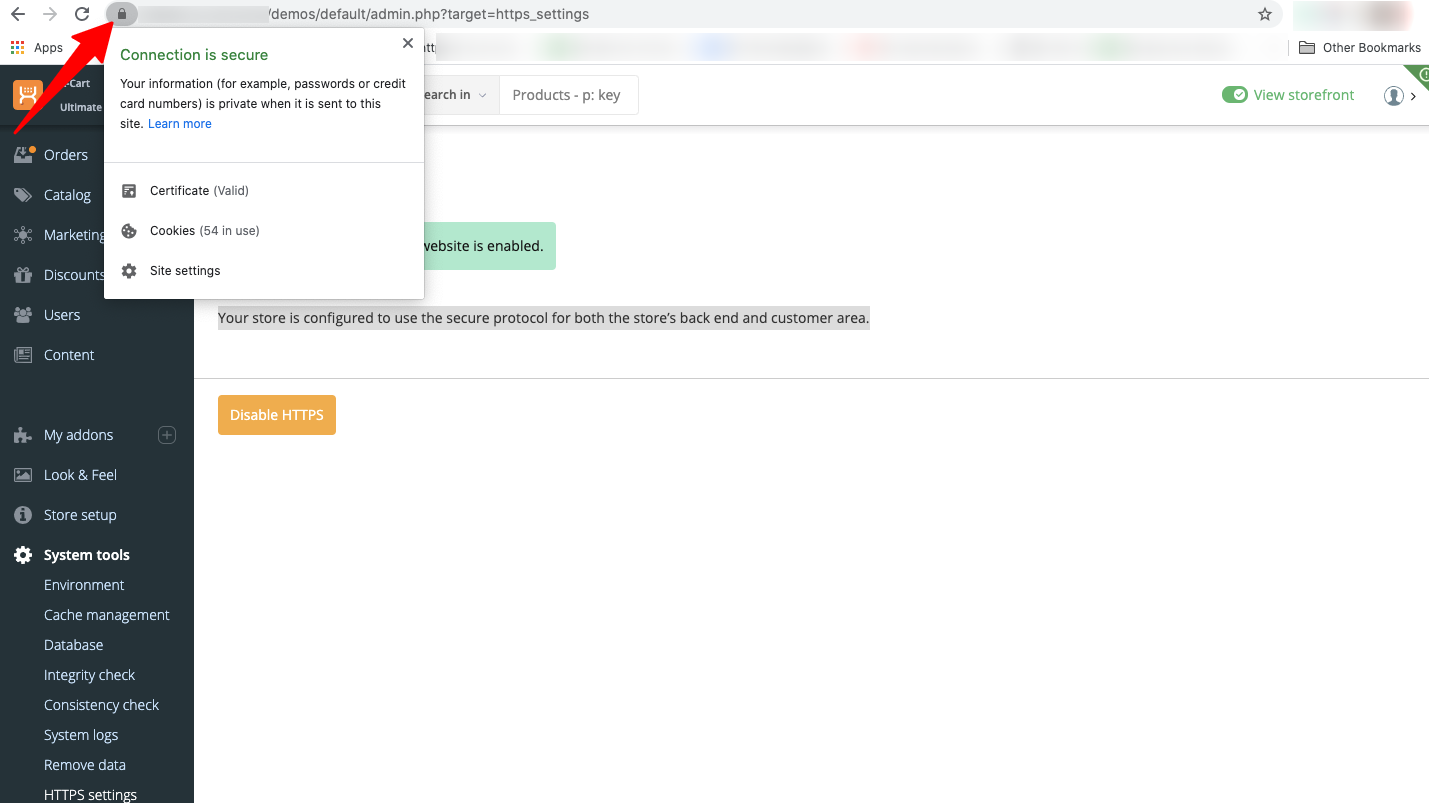 /demos/default/admin.php?target=https_settings
Apps
Other Bookmarks
Connection is secure
Your information (for example, passwords or credit
card numbers) is private when it is sent to this
site. Learn more
Certificate (Valid)
Cookies (54 in use)
Site settings
-Cart
Ultimate
earch in
Products - p: key
View storefront
Orders
Catalog
Marketing
Discounts
Users
Content
My addons
Look & Feel
Store setup
System tools
Environment
Cache management
Database
Integrity check
Consistency check
System logs
Remove data
HTTPS settings
website is enabled.
Your store is configured to use the secure protocol for both the store’s back end and customer area.
Disable HTTPS